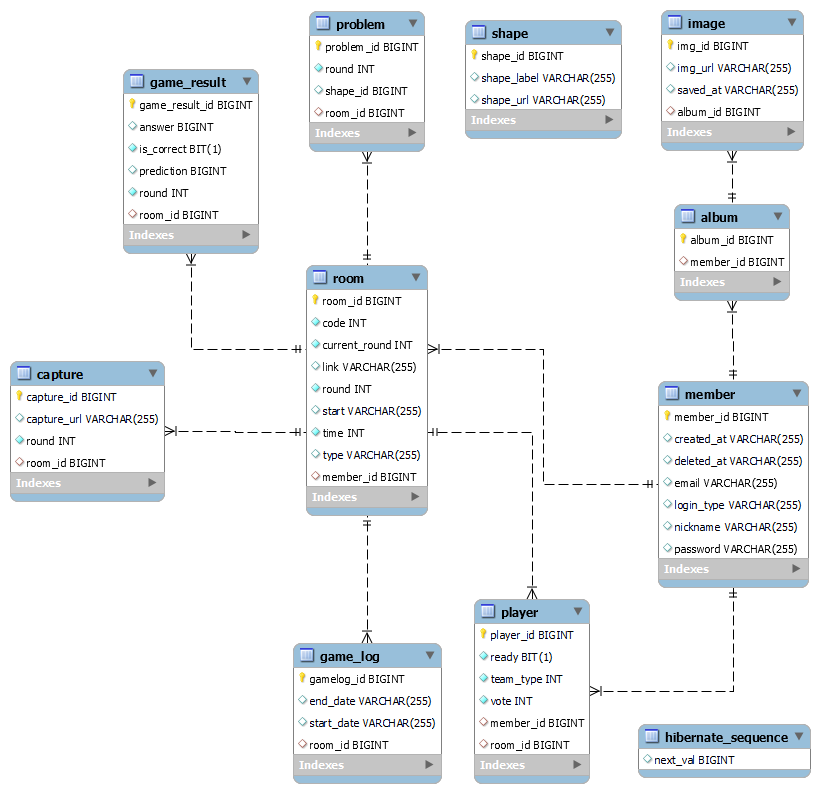 problem
problem_id BIGINT
round INT
shape_id BIGINT
room_id BIGINT
Indexes
shape
shape_id BIGINT
shape_label VARCHAR(255)
shape_url VARCHAR(255)
Indexes
image
img_id BIGINT
img_url VARCHAR(255)
saved_at VARCHAR(255)
album_id BIGINT
Indexes
game_result
game_result_id BIGINT
answer BIGINT
is_correct BIT(1)
prediction BIGINT
round INT
room_id BIGINT
Indexes
album
album_id BIGINT
member_id BIGINT
Indexes
room
room_id BIGINT
code INT
current_round INT
link VARCHAR(255)
round INT
start VARCHAR(255)
time INT
type VARCHAR(255)
member_id BIGINT
Indexes
capture
capture_id BIGINT
capture_url VARCHAR(255)
round INT
room_id BIGINT
Indexes
member
member_id BIGINT
created_at VARCHAR(255)
deleted_at VARCHAR(255)
email VARCHAR(255)
login_type VARCHAR(255)
nickname VARCHAR(255)
password VARCHAR(255)
Indexes
player
player_id BIGINT
ready BIT(1)
team_type INT
vote INT
member_id BIGINT
room_id BIGINT
Indexes
game_log
gamelog_id BIGINT
end_date VARCHAR(255)
start_date VARCHAR(255)
room_id BIGINT
Indexes
hibernate_sequence
next_val BIGINT